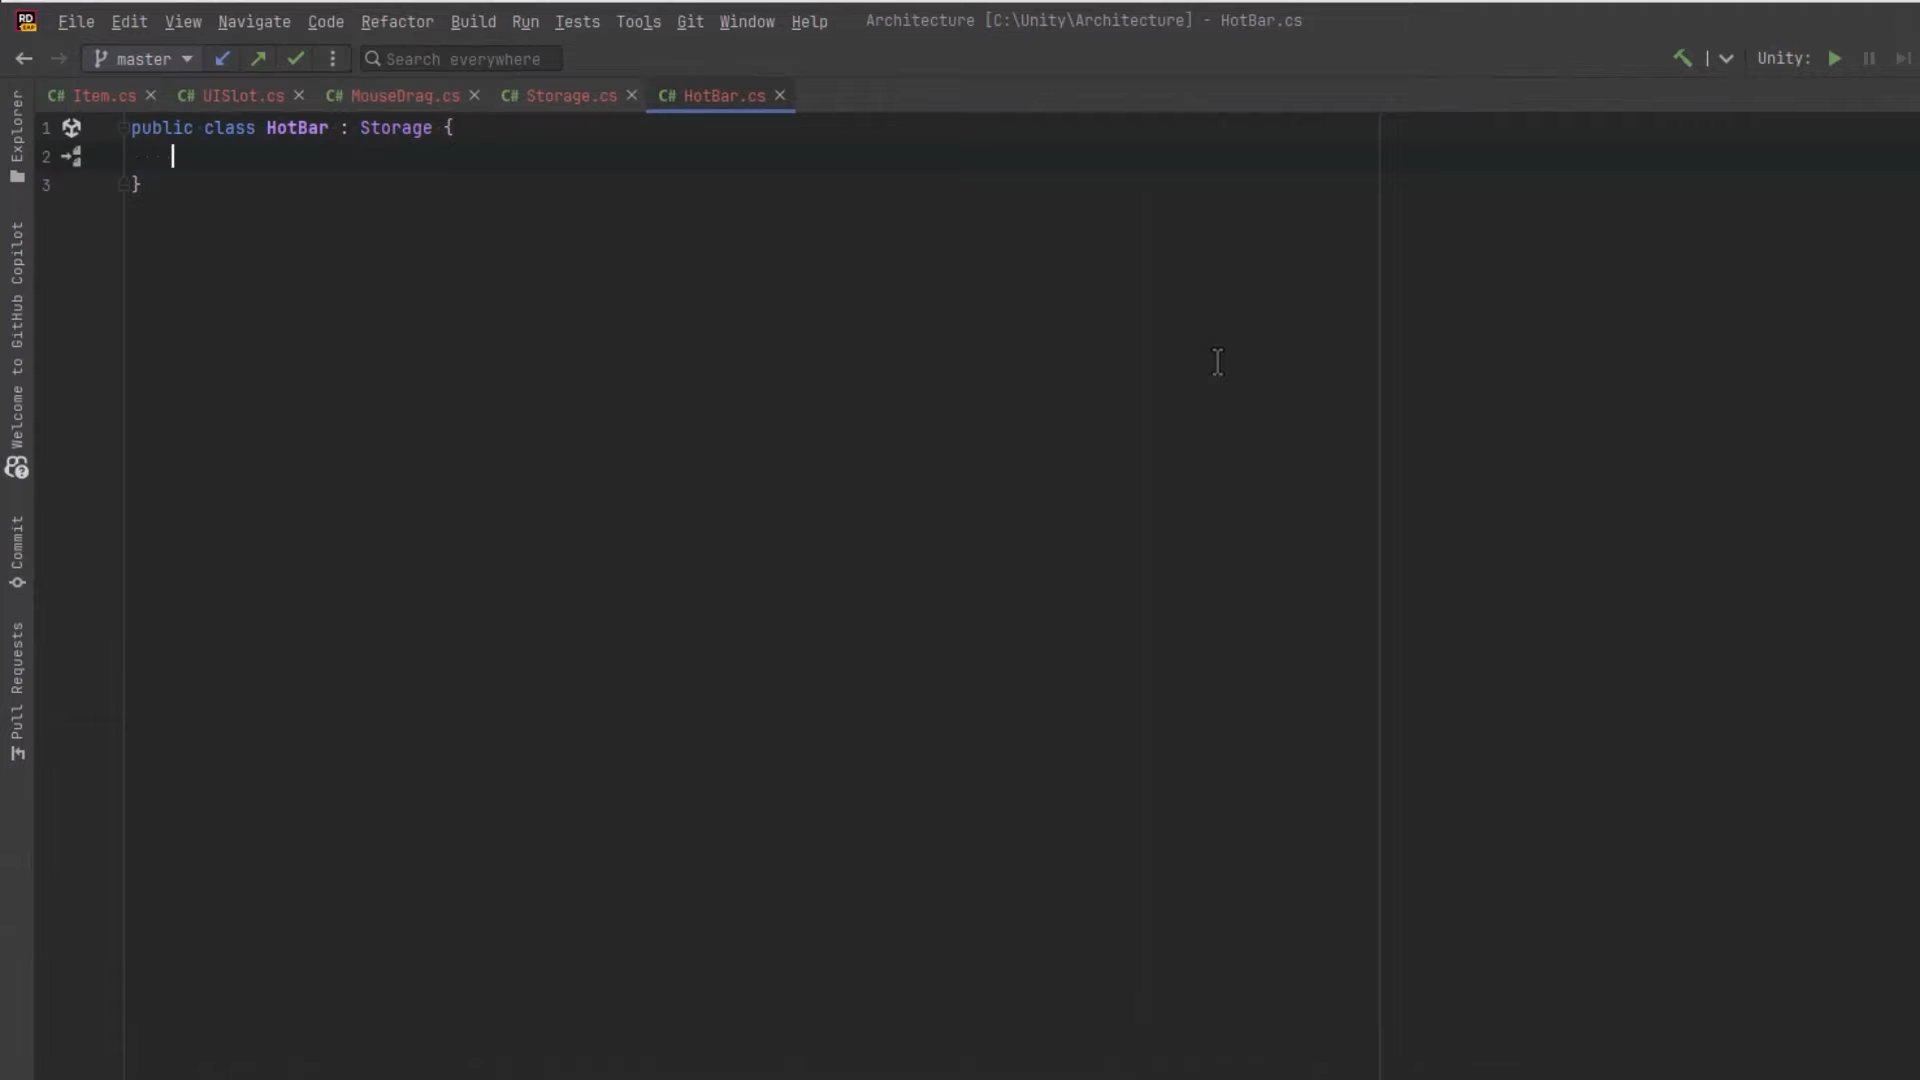 RD
EAP
File Edit View Navigate Code Refactor Build Run Tests Tools Git Window Help Architecture [C:\Unity\Architecture] - HotBar.cs
master Search everywhere Unity:
C# Item.cs C# UISlot.cs C# MouseDrag.cs C# Storage.cs C# HotBar.cs
1 public class HotBar : Storage {
2
3 }
Explorer
Welcome to GitHub Copilot
Commit
Pull Requests